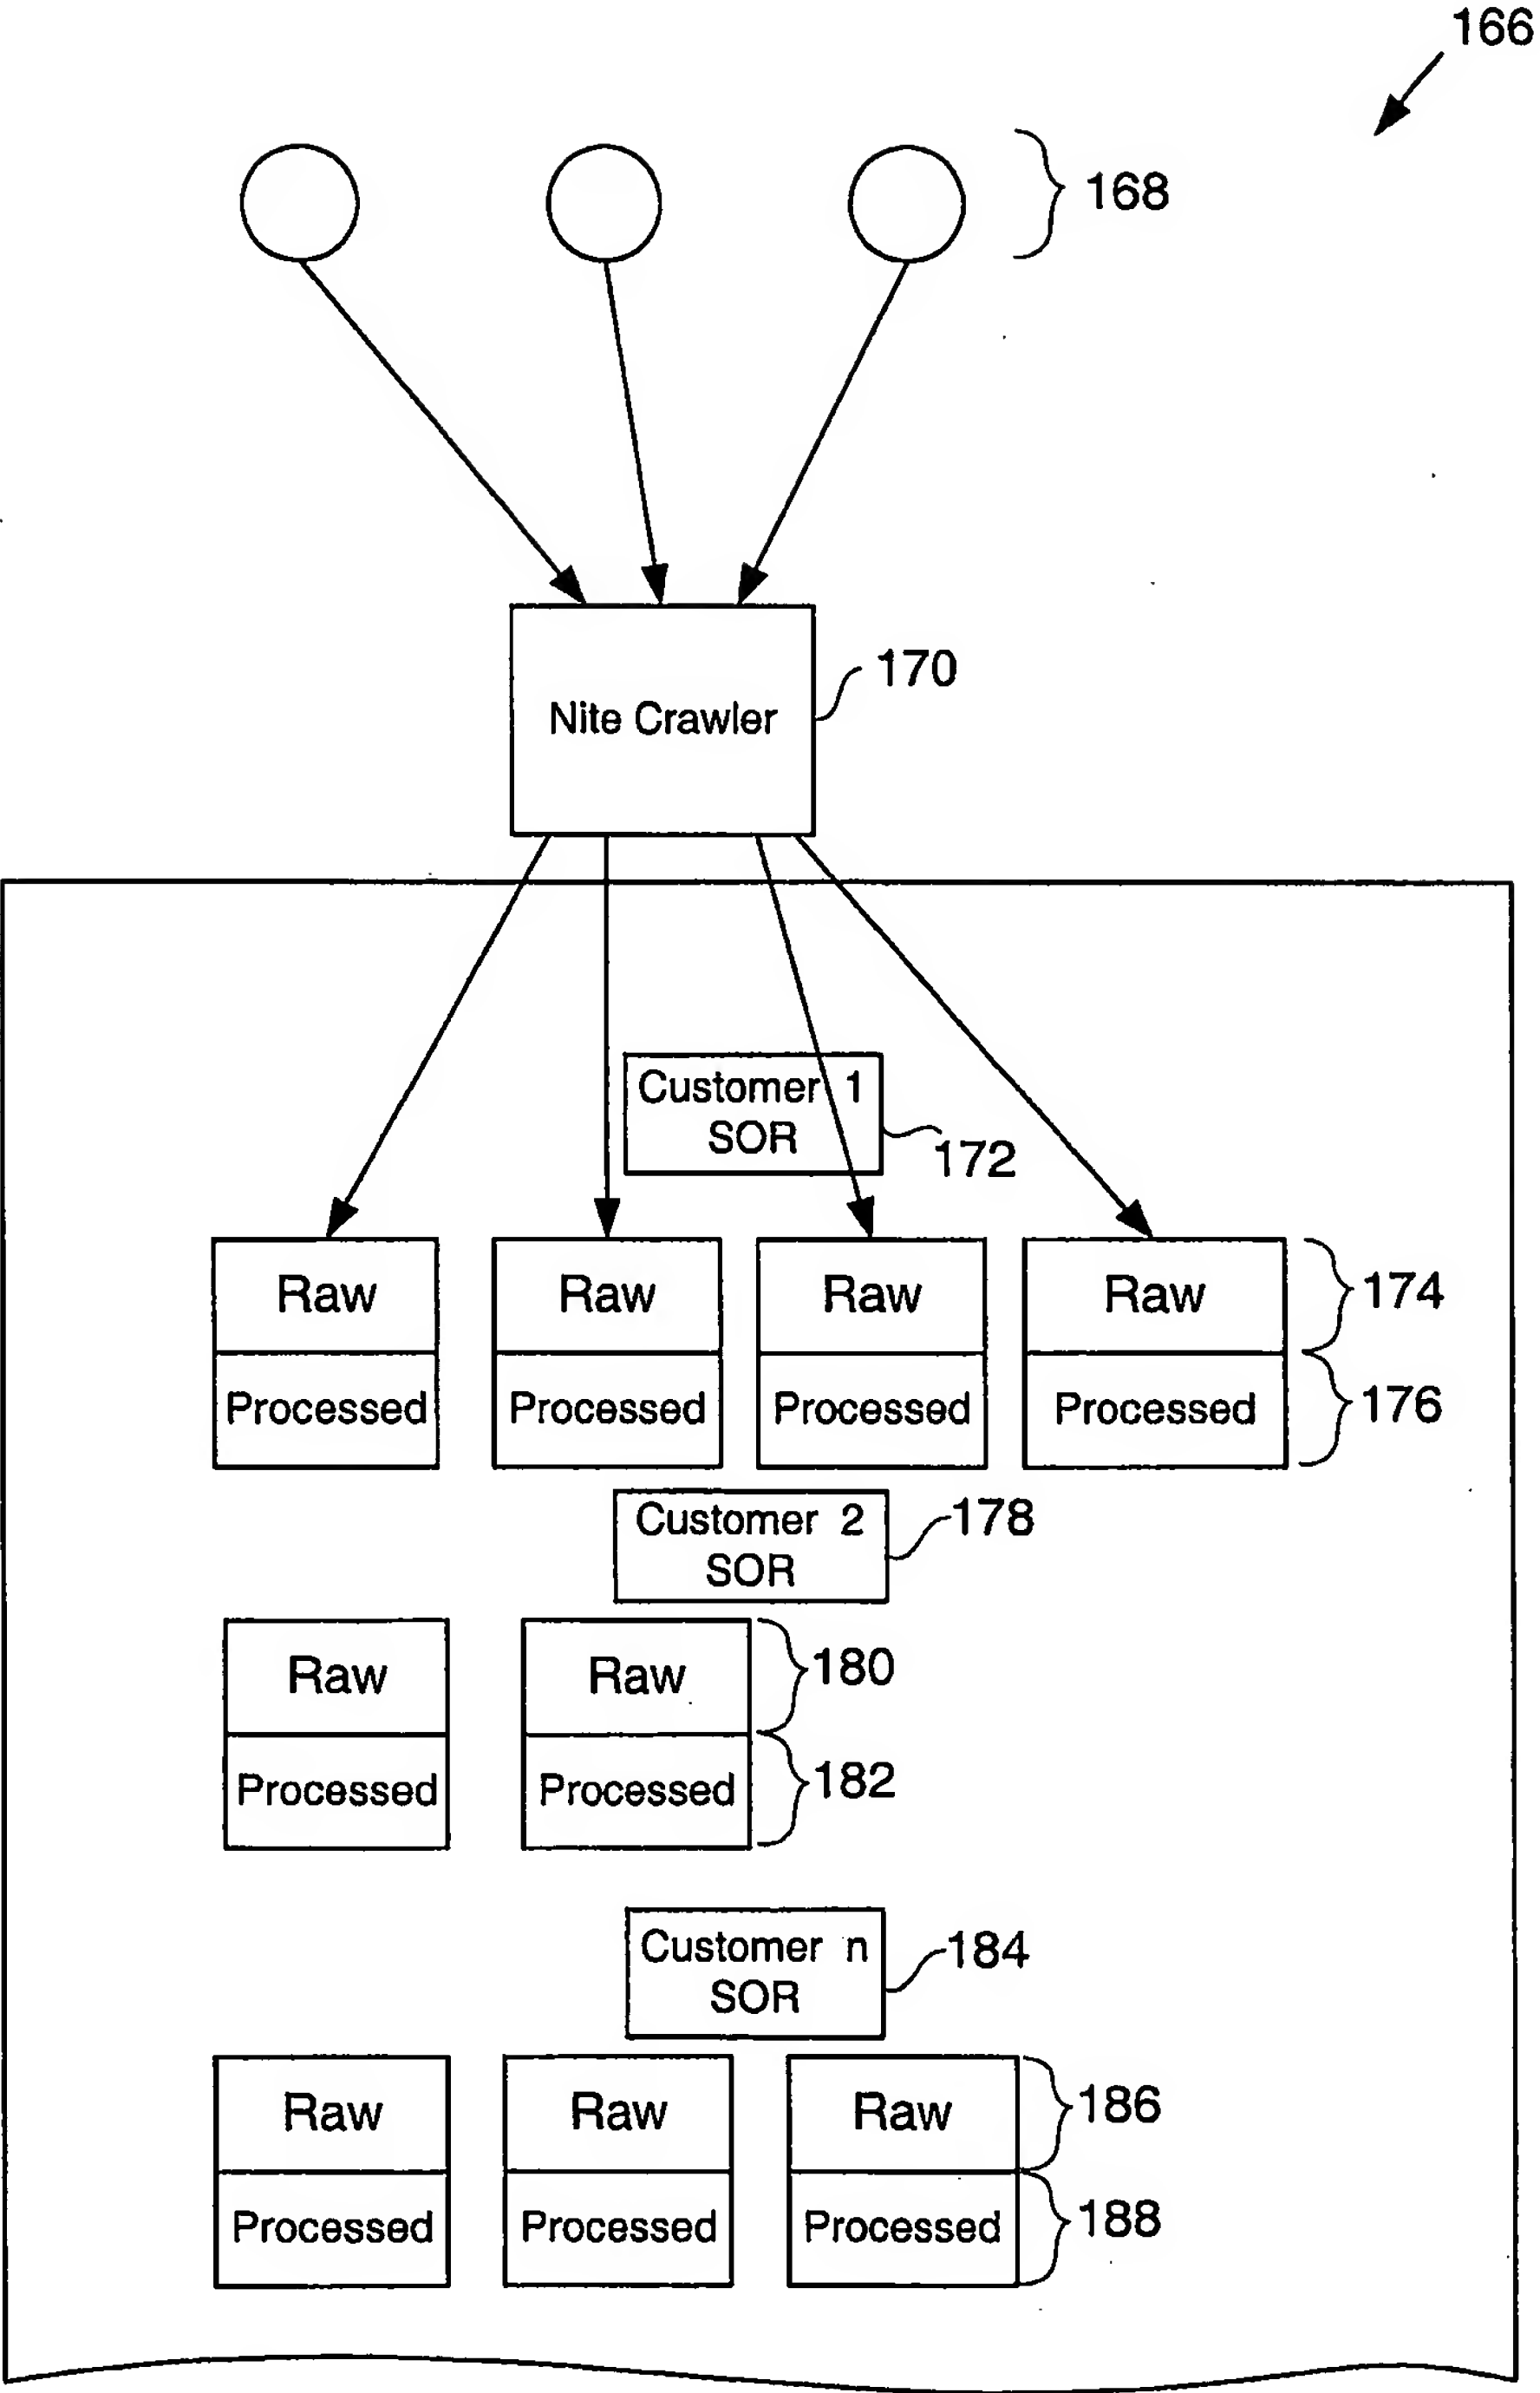 166
168
170
Nite Crawler
Customer 1
SOR
172
Raw Raw Raw Raw 174
Processed Processed Processed Processed 176
Customer 2
SOR
178
Raw Raw 180
Processed Processed 182
Customer n
SOR
184
Raw Raw Raw 186
Processed Processed Processed 188